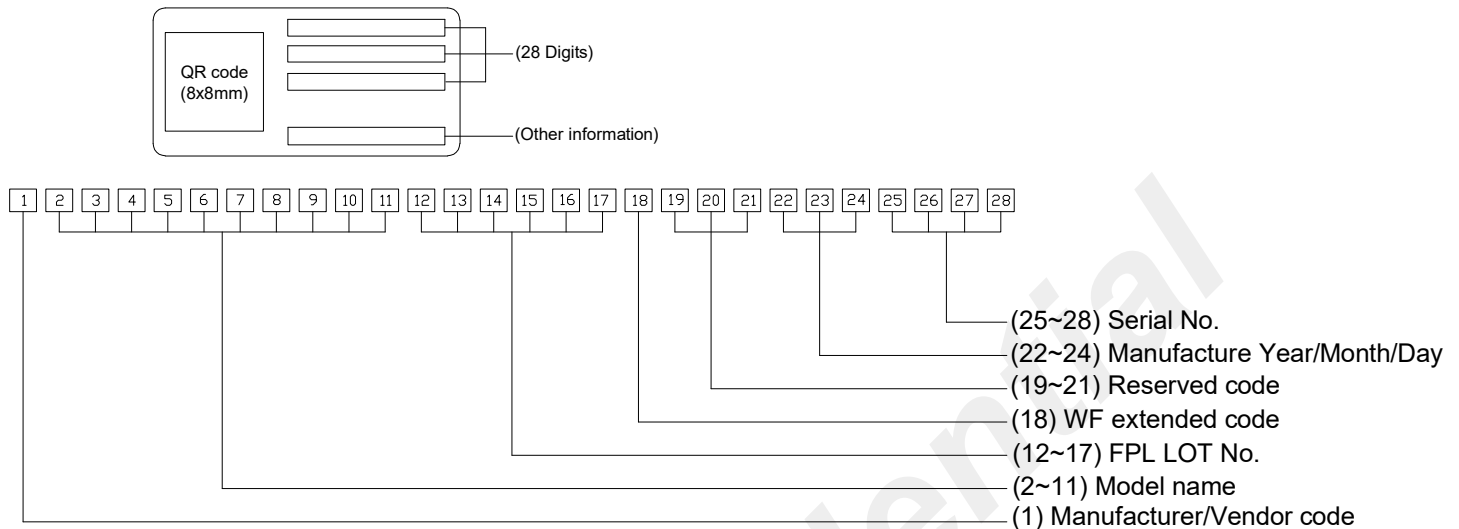 QR code
(8x8mm)
(28 Digits)
(Other information)
1 2 3 4 5 6 7 8 9 10 11 12 13 14 15 16 17 18 19 20 21 22 23 24 25 26 27 28
(25~28) Serial No.
(22~24) Manufacture Year/Month/Day
(19~21) Reserved code
(18) WF extended code
(12~17) FPL LOT No.
(2~11) Model name
(1) Manufacturer/Vendor code
dential